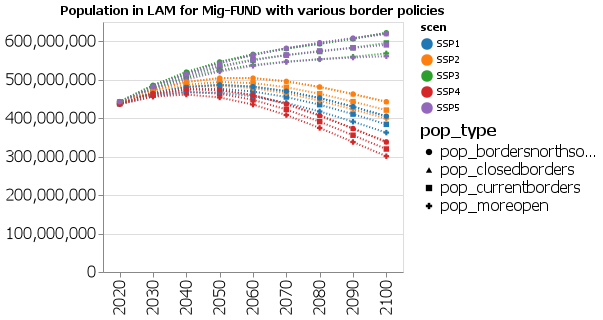 Population in LAM for Mig-FUND with various border policies
600,000,000
500,000,000
400,000,000
300,000,000
200,000,000
100,000,000
0
2020
2030
2040
2050
2060
2070
2080
2090
2100
scen
SSP1
SSP2
SSP3
SSP4
SSP5
pop_type
pop_bordersnorthso...
pop_closedborders
pop_currentborders
pop_moreopen